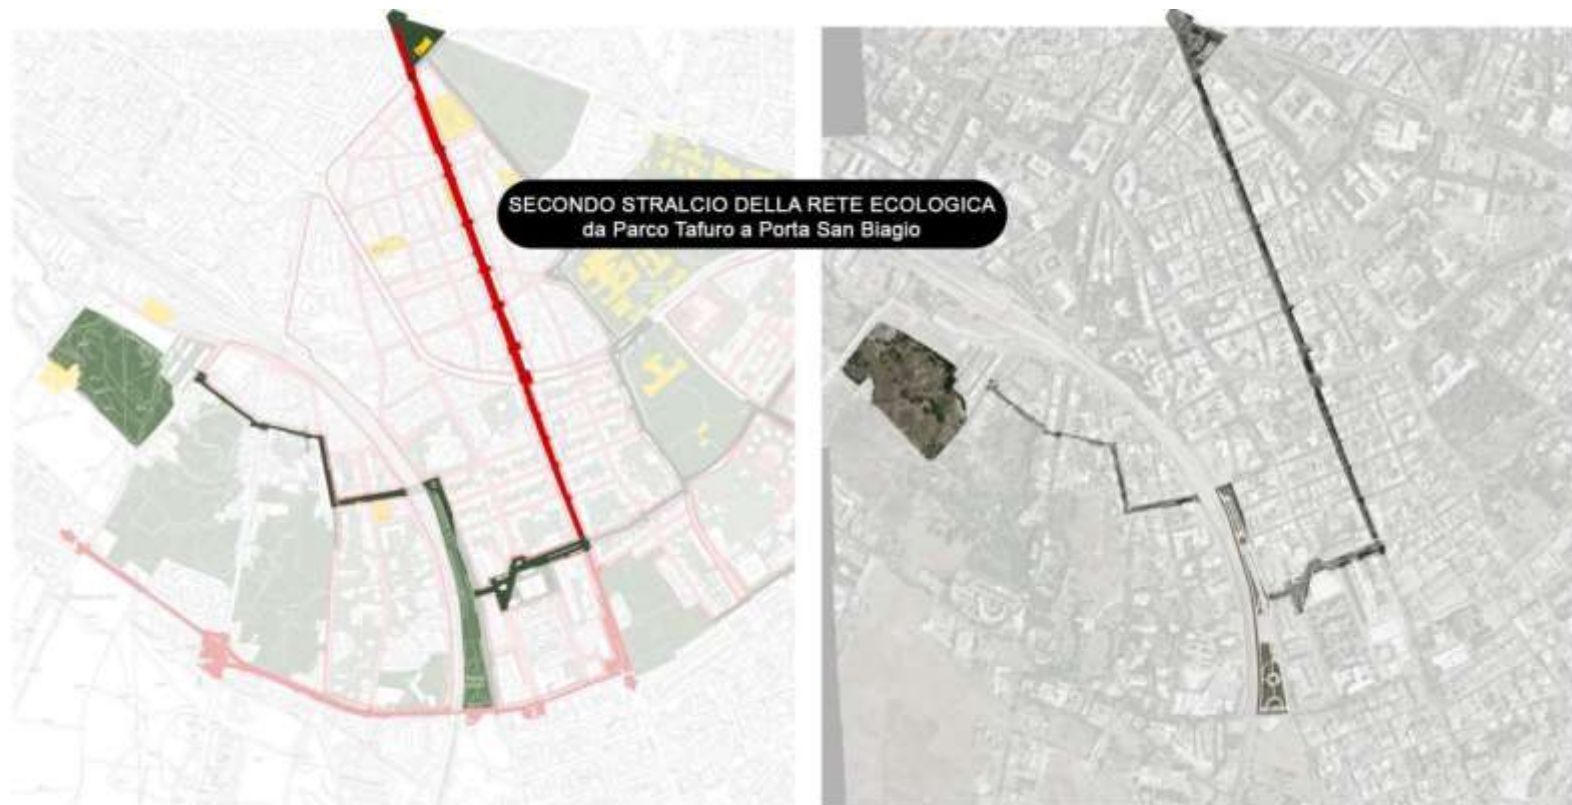 SECONDO STRALCIO DELLA RETE ECOLOGICA
da Parco Tafuro a Porta San Biagio